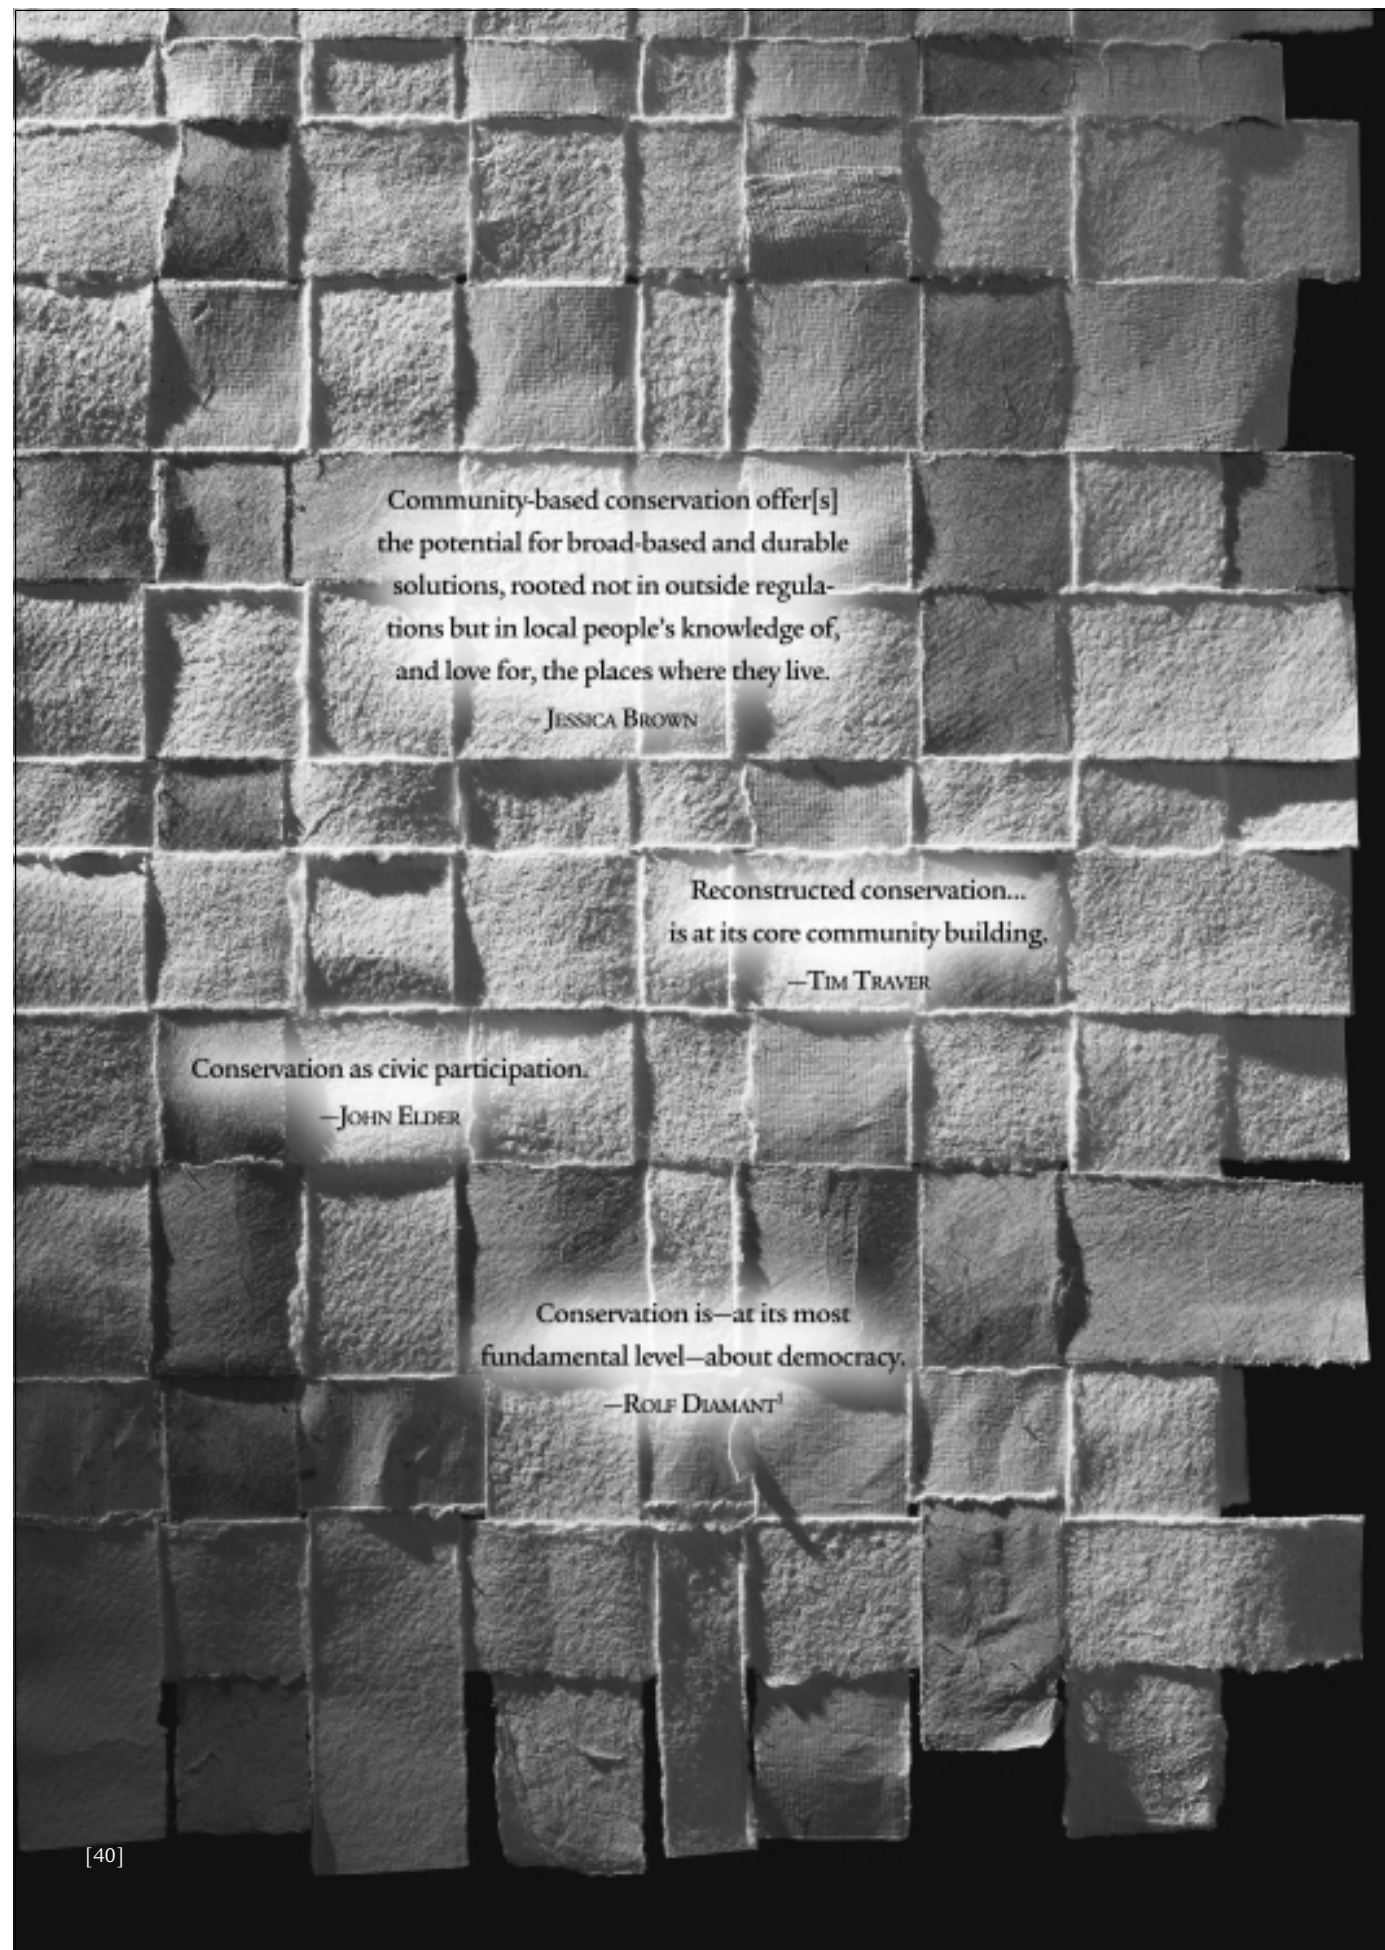 Community-based conservation offer[s]
the potential for broad-based and durable
solutions, rooted not in outside regula-
tions but in local people's knowledge of,
and love for, the places where they live.
- JESSICA BROWN
Reconstructed conservation...
is at its core community building.
—TIM TRAVER
Conservation as civic participation.
—JOHN ELDER
Conservation is—at its most
fundamental level—about democracy.
—ROLF DIAMANT¹
[40]